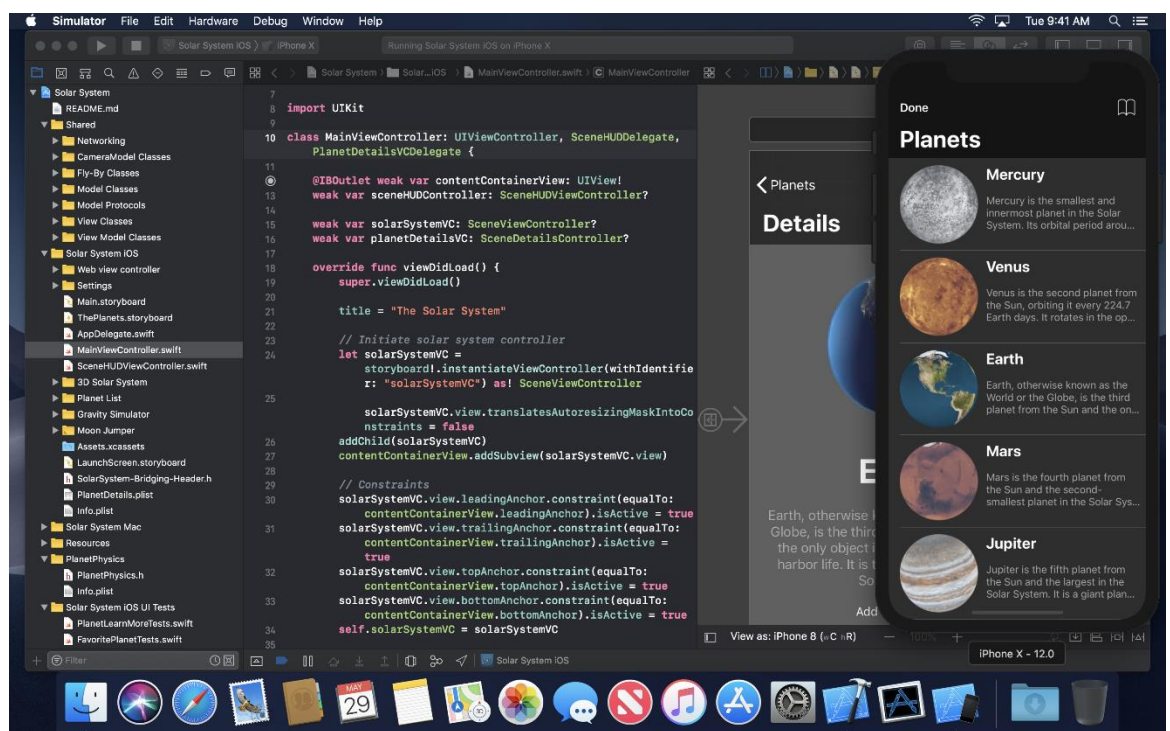 Simulator File Edit Hardware Debug Window Help
Tue 9:41 AM
Solar System iOS iPhone X
Running Solar System iOS on iPhone X
Solar System
README.md
Shared
Networking
CameraModel Classes
Fly-By Classes
Model Classes
Model Protocols
View Classes
View Model Classes
Solar System iOS
Web view controller
Settings
Main.storyboard
ThePlanets.storyboard
AppDelegate.swift
MainViewController.swift
SceneHUDViewController.swift
3D Solar System
Planet List
Gravity Simulator
Moon Jumper
Assets.xcassets
LaunchScreen.storyboard
SolarSystem-Bridging-Header.h
PlanetDetails.plist
Info.plist
Solar System Mac
Resources
PlanetPhysics
PlanetPhysics.h
Info.plist
Solar System iOS UI Tests
PlanetLearnMoreTests.swift
FavoritePlanetTests.swift
Filter
Solar System Solar...iOS MainViewController.swift C MainViewController
7
8 import UIKit
9
10 class MainViewController: UIViewController, SceneHUDDelegate,
PlanetDetailsVCDelegate {
11
@IBOutlet weak var contentContainerView: UIView!
13 weak var sceneHUDController: SceneHUDViewController?
14
15 weak var solarSystemVC: SceneViewController?
16 weak var planetDetailsVC: SceneDetailsController?
17
18 override func viewDidLoad() {
19 super.viewDidLoad()
20
21 title = "The Solar System"
22
23 // Initiate solar system controller
24 let solarSystemVC =
storyboard!.instantiateViewController(withIdentifie
r: "solarSystemVC") as! SceneViewController
25
solarSystemVC.view.translatesAutoresizingMaskIntoCo
nstraints = false
26 addChild(solarSystemVC)
27 contentContainerView.addSubview(solarSystemVC.view)
28
29 // Constraints
30 solarSystemVC.view.leadingAnchor.constraint(equalTo:
contentContainerView.leadingAnchor).isActive = true
31 solarSystemVC.view.trailingAnchor.constraint(equalTo:
contentContainerView.trailingAnchor).isActive =
true
32 solarSystemVC.view.topAnchor.constraint(equalTo:
contentContainerView.topAnchor).isActive = true
33 solarSystemVC.view.bottomAnchor.constraint(equalTo:
contentContainerView.bottomAnchor).isActive = true
34 self.solarSystemVC = solarSystemVC
35
Solar System iOS
Planets
Details
E
Earth, otherwise
Globe, is the third
the only object i
harbor life. It is t
So
Add
View as: iPhone 8 (wC hR) 100%
Done
Planets
Mercury
Mercury is the smallest and
innermost planet in the Solar
System. Its orbital period arou...
Venus
Venus is the second planet from
the Sun, orbiting it every 224.7
Earth days. It rotates in the op...
Earth
Earth, otherwise known as the
World or the Globe, is the third
planet from the Sun and the on...
Mars
Mars is the fourth planet from
the Sun and the second-
smallest planet in the Solar Sys...
Jupiter
Jupiter is the fifth planet from
the Sun and the largest in the
Solar System. It is a giant plan...
iPhone X - 12.0
MAY
29